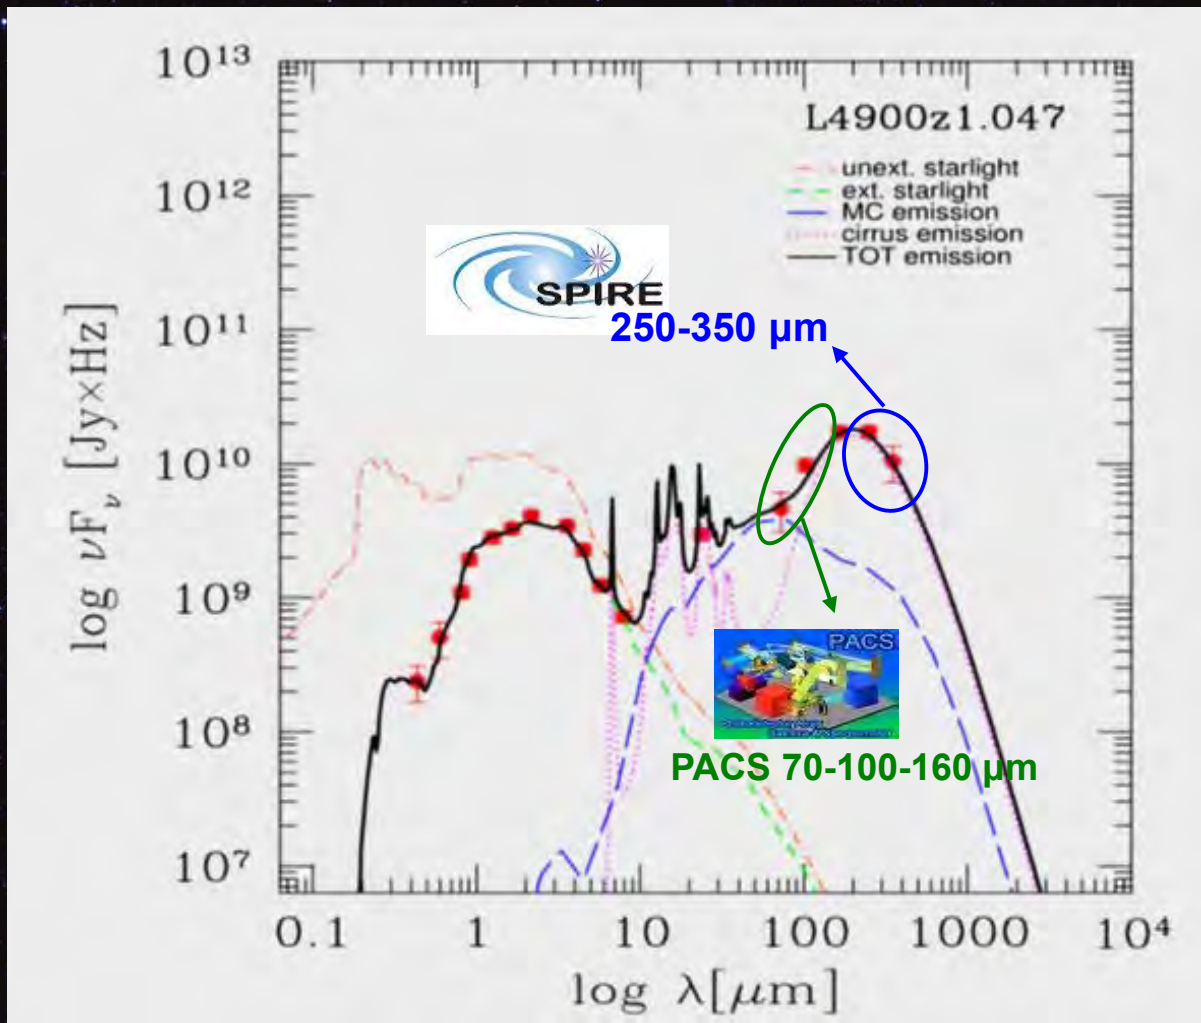 10¹³
L4900z1.047
unext. starlight
ext. starlight
MC emission
cirrus emission
TOT emission
10¹²
SPIRE
250-350 µm
10¹¹
10¹⁰
10⁹
PACS
10⁸
PACS 70-100-160 µm
10⁷
log νFν [Jy×Hz]
0.1 1 10 100 1000 10⁴
log λ[μm]